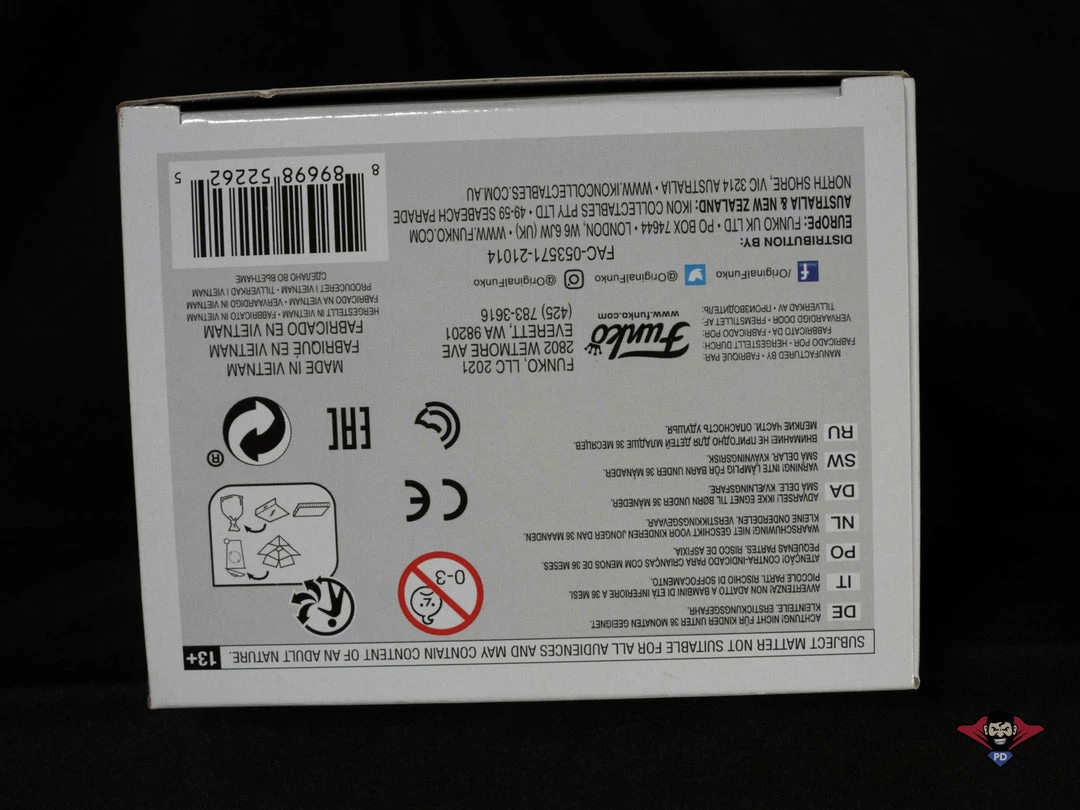 SUBJECT MATTER NOT SUITABLE FOR ALL AUDIENCES AND MAY CONTAIN CONTENT OF AN ADULT NATURE. 13+
DE ACHTUNG! NICHT FÜR KINDER UNTER 36 MONATEN GEEIGNET.
KLEINTEILE. ERSTICKUNGSGEFAHR.
IT AVVERTENZA! NON ADATTO A BAMBINI DI ETÀ INFERIORE A 36 MESI.
PICCOLE PARTI. RISCHIO DI SOFFOCAMENTO.
PO ATENÇÃO! CONTRA-INDICADO PARA CRIANÇAS COM MENOS DE 36 MESES.
PEQUENAS PARTES. RISCO DE ASFIXIA.
NL WAARSCHUWING! NIET GESCHIKT VOOR KINDEREN JONGER DAN 36 MAANDEN.
KLEINE ONDERDELEN. VERSTIKKINGSGEVAAR.
DA ADVARSEL! IKKE EGNET TIL BØRN UNDER 36 MÅNEDER.
SMÅ DELE. KVÆLNINGSFARE.
SW VARNING! INTE LÄMPLIG FÖR BARN UNDER 36 MÅNADER.
SMÅ DELAR. KVÄVNINGSRISK.
RU ВНИМАНИЕ! НЕ ПРИГОДНО ДЛЯ ДЕТЕЙ МЛАДШЕ 36 МЕСЯЦЕВ.
МЕЛКИЕ ЧАСТИ. ОПАСНОСТЬ УДУШЬЯ.
0-3
CE
EAC
®
MANUFACTURED BY • FABRIQUÉ PAR:
FABRICADO POR • HERGESTELLT DURCH:
FABBRICATO DA • FABRICADO POR:
VERVAARDIGD DOOR • FREMSTILLET AF:
TILLVERKAD AV • ПРОИЗВОДИТЕЛЬ:
Funko
www.funko.com
FUNKO, LLC 2021
2802 WETMORE AVE
EVERETT, WA 98201
(425) 783-3616
MADE IN VIETNAM
FABRIQUÉ EN VIETNAM
FABRICADO EN VIETNAM
HERGESTELLT IN VIETNAM • FABBRICATO IN VIETNAM
FABRICADO NA VIETNAM • VERVAARDIGD IN VIETNAM
PRODUCERET I VIETNAM • TILLVERKAD I VIETNAM
СДЕЛАНО ВО ВЬЕТНАМЕ
/OriginalFunko @OriginalFunko @OriginalFunko
FAC-053571-21014
DISTRIBUTION BY:
EUROPE: FUNKO UK LTD • PO BOX 74644 • LONDON, W6 6JW (UK) • WWW.FUNKO.COM
AUSTRALIA & NEW ZEALAND: IKON COLLECTABLES PTY LTD • 49-59 SEABEACH PARADE
NORTH SHORE, VIC 3214 AUSTRALIA • WWW.IKONCOLLECTABLES.COM.AU
8 89698 52262 5
PD